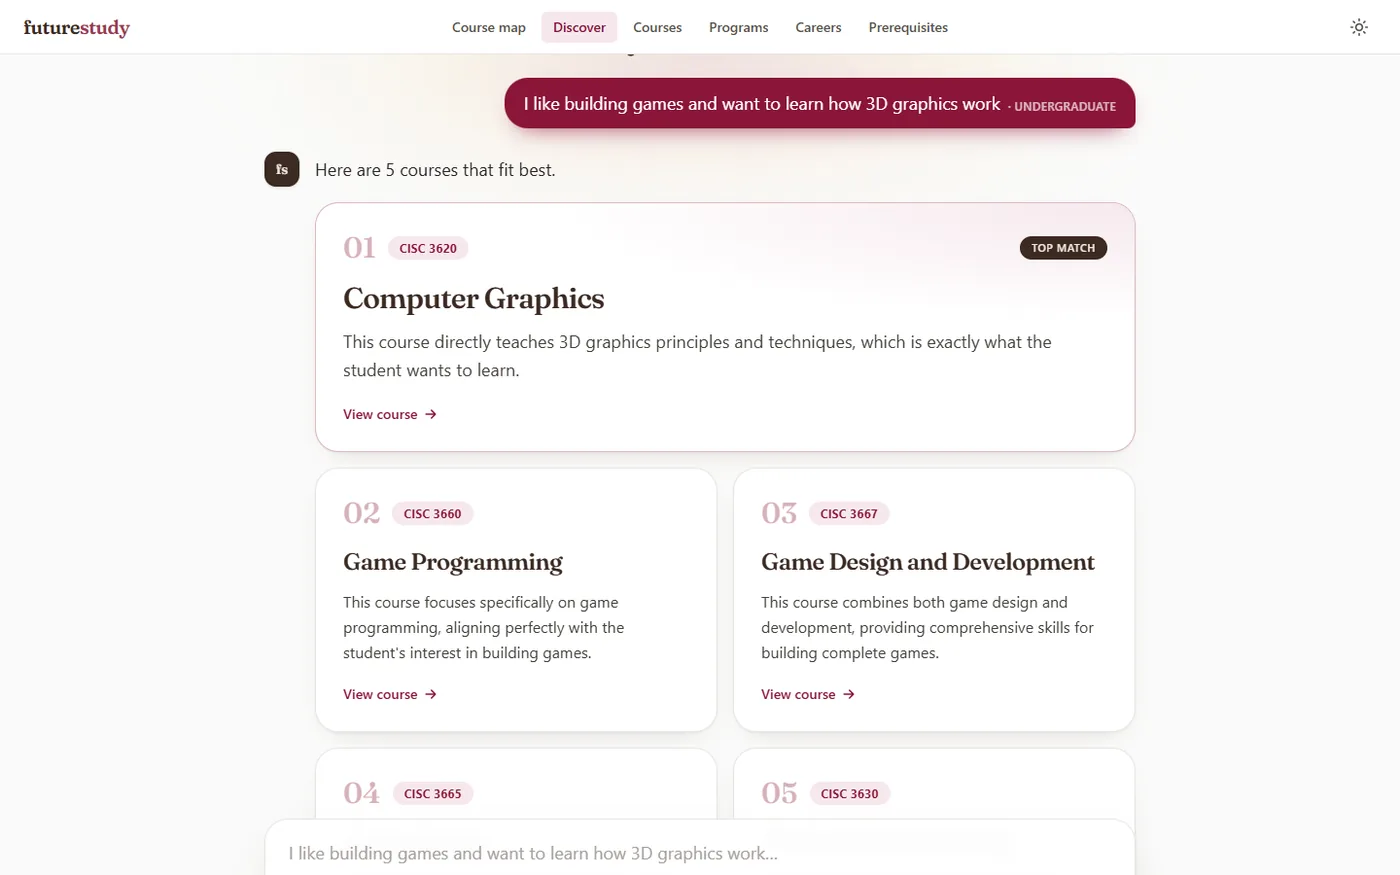 futurestudy
Course map
Discover
Courses
Programs
Careers
Prerequisites
I like building games and want to learn how 3D graphics work · UNDERGRADUATE
fs
Here are 5 courses that fit best.
01
CISC 3620
TOP MATCH
Computer Graphics
This course directly teaches 3D graphics principles and techniques, which is exactly what the
student wants to learn.
View course →
02
CISC 3660
Game Programming
This course focuses specifically on game
programming, aligning perfectly with the
student's interest in building games.
View course →
03
CISC 3667
Game Design and Development
This course combines both game design and
development, providing comprehensive skills for
building complete games.
View course →
04
CISC 3665
05
CISC 3630
I like building games and want to learn how 3D graphics work...